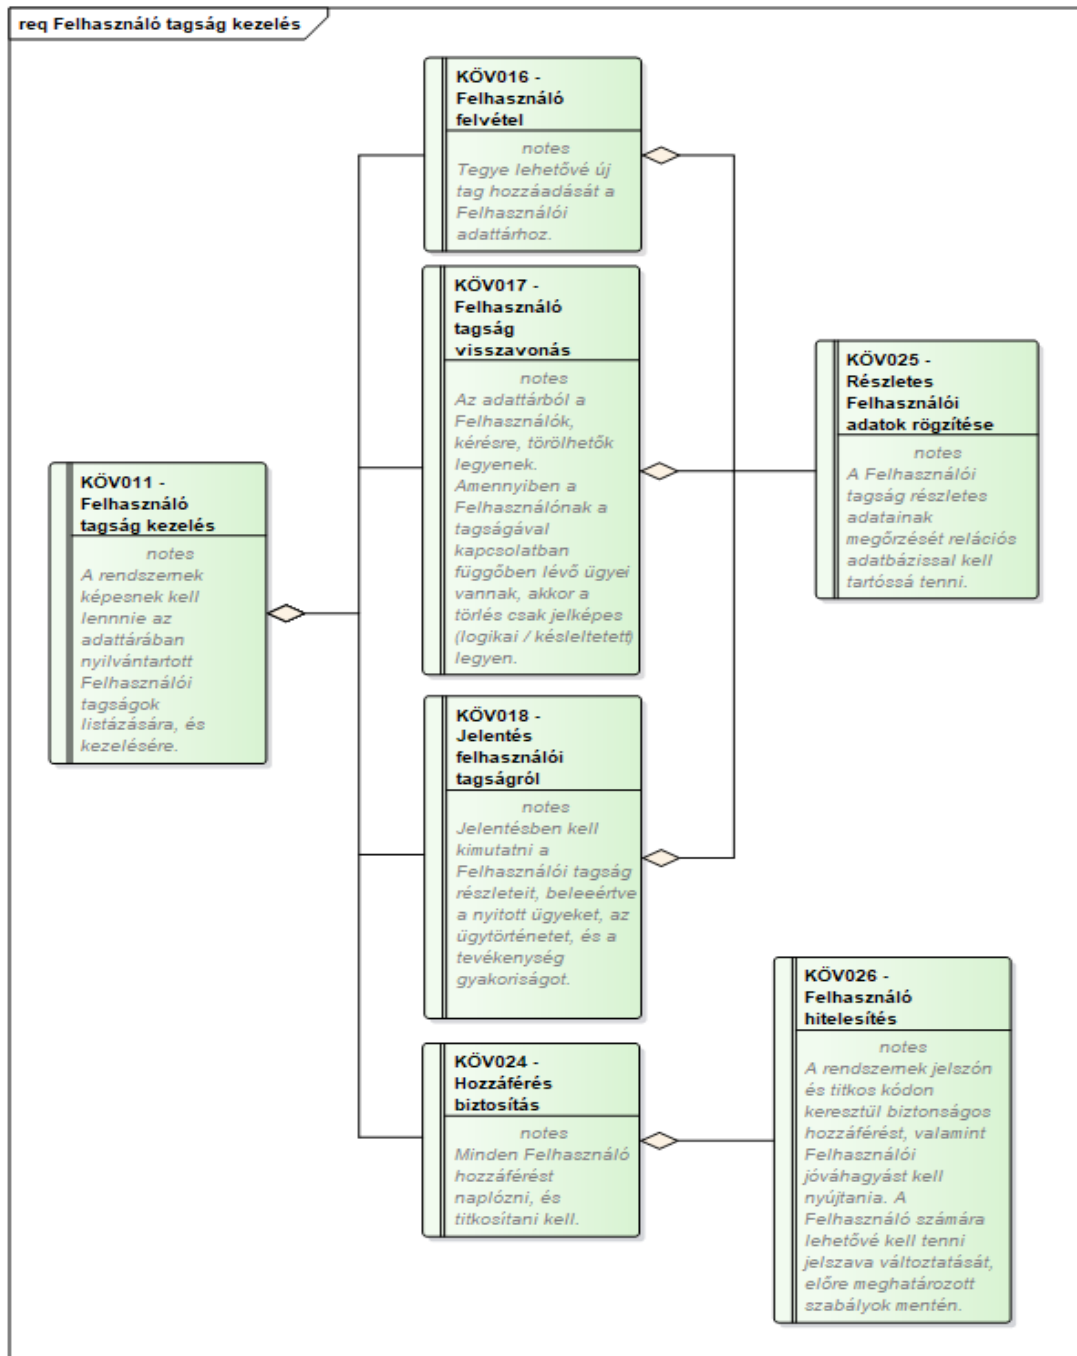 req Felhasználó tagság kezelés
KÖV016 -
Felhasználó
felvétel
notes
Tegye lehetővé új
tag hozzáadását a
Felhasználói
adattárhoz.
KÖV017 -
Felhasználó
tagság
visszavonás
notes
Az adattárból a
Felhasználók,
kérésre, törölhetők
legyenek.
Amennyiben a
Felhasználónak a
tagságával
kapcsolatban
függőben lévő ügyei
vannak, akkor a
törlés csak jelképes
(logikai / késleltetett)
legyen.
KÖV025 -
Részletes
Felhasználói
adatok rögzítése
notes
A Felhasználói
tagság részletes
adatainak
megőrzését relációs
adatbázissal kell
tartóssá tenni.
KÖV011 -
Felhasználó
tagság kezelés
notes
A rendszernek
képesnek kell
lennnie az
adattárában
nyilvántartott
Felhasználói
tagságok
listázására, és
kezelésére.
KÖV018 -
Jelentés
felhasználói
tagságról
notes
Jelentésben kell
kimutatni a
Felhasználói tagság
részleteit, beleeértve
a nyitott ügyeket, az
ügytörténetet, és a
tevékenység
gyakoriságot.
KÖV024 -
Hozzáférés
biztosítás
notes
Minden Felhasználó
hozzáférést
naplózni, és
titkosítani kell.
KÖV026 -
Felhasználó
hitelesítés
notes
A rendszernek jelszón
és titkos kódon
keresztül biztonságos
hozzáférést, valamint
Felhasználói
jóváhagyást kell
nyújtania. A
Felhasználó számára
lehetővé kell tenni
jelszava változtatását,
előre meghatározott
szabályok mentén.